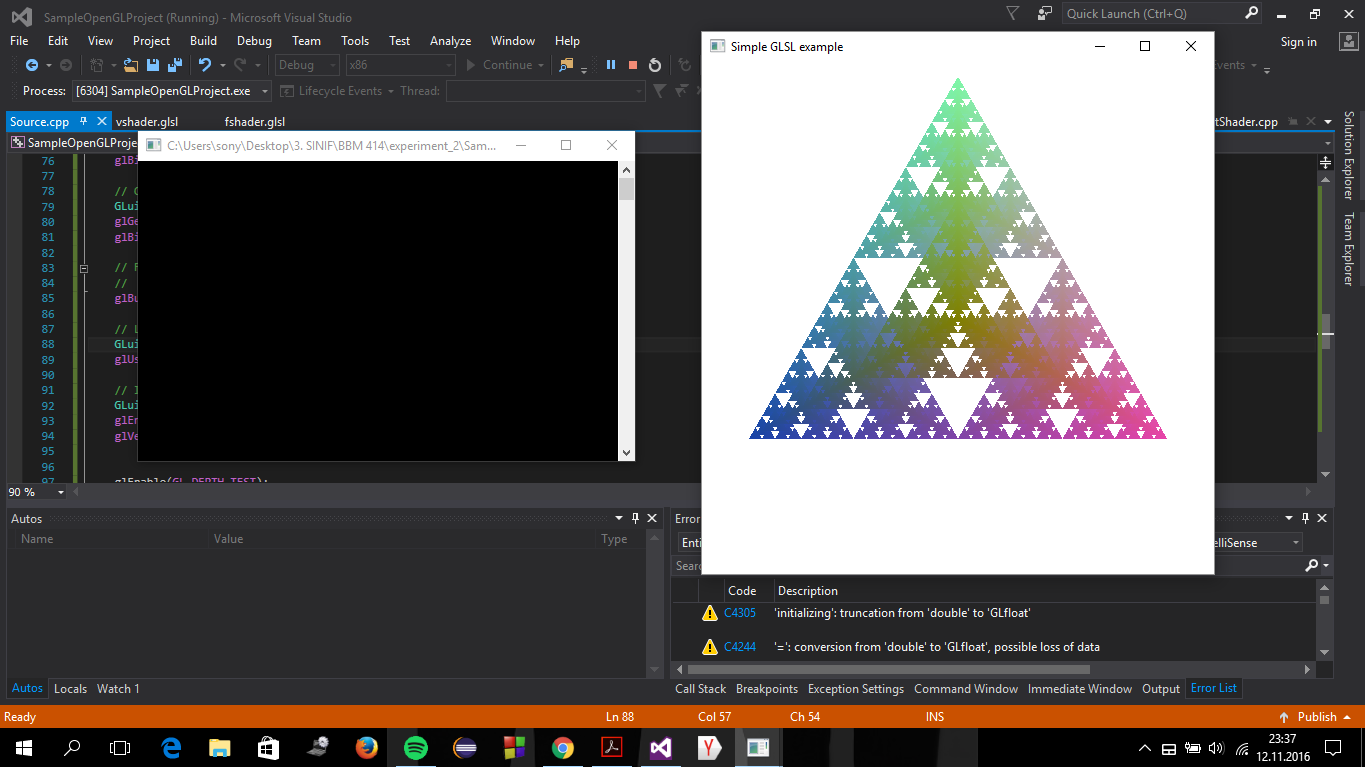 SampleOpenGLProject (Running) - Microsoft Visual Studio
Quick Launch (Ctrl+Q)
File Edit View Project Build Debug Team Tools Test Analyze Window Help
Sign in
Debug x86 Continue
Process: [6304] SampleOpenGLProject.exe Lifecycle Events Thread:
Source.cpp vshader.glsl fshader.glsl
SampleOpenGLProje
C:\Users\sony\Desktop\3. SINIF\BBM 414\experiment_2\Sam...
Simple GLSL example
Events
tShader.cpp
Solution Explorer
Team Explorer
76 glBi
77
78 // C
79 GLui
80 glGe
81 glBi
82
83 // F
84 //
85 glBu
86
87 // L
88 GLui
89 glUs
90
91 // I
92 GLui
93 glEn
94 glVe
95
96
97 glEnable(GL_DEPTH_TEST);
90 %
Autos
Name Value Type
Autos Locals Watch 1
Error
Enti
elliSense
Searc
Code Description
C4305 'initializing': truncation from 'double' to 'GLfloat'
C4244 '=': conversion from 'double' to 'GLfloat', possible loss of data
Call Stack Breakpoints Exception Settings Command Window Immediate Window Output Error List
Ready Ln 88 Col 57 Ch 54 INS Publish
23:37
12.11.2016